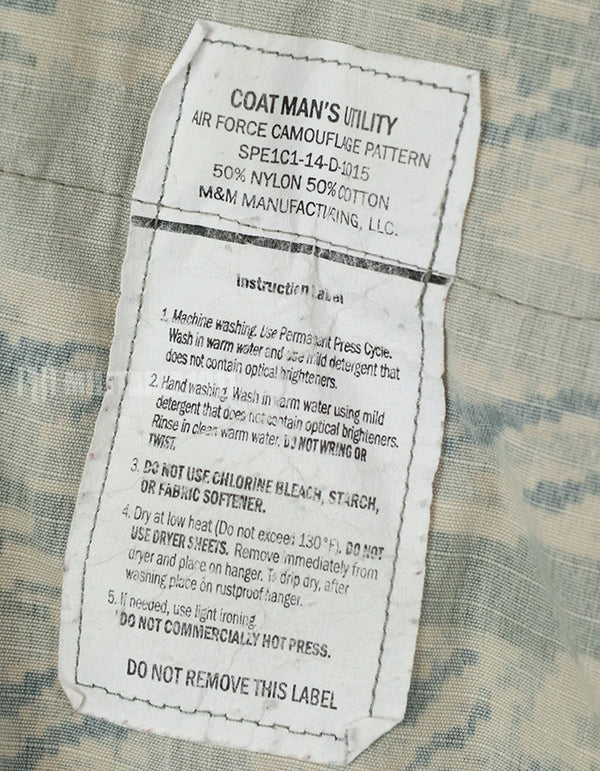 COAT MAN'S UTILITY
AIR FORCE CAMOUFLAGE PATTERN
SPE1C1-14-D-1015
50% NYLON 50% COTTON
M&M MANUFACTURING, LLC.
Instruction Label
1. Machine washing. Use Permanent Press Cycle.
Wash in warm water and use mild detergent that
does not contain optical brighteners.
2. Hand washing. Wash in warm water using mild
detergent that does not contain optical brighteners.
Rinse in clean warm water. DO NOT WRING OR
TWIST.
3. DO NOT USE CHLORINE BLEACH, STARCH,
OR FABRIC SOFTENER.
4. Dry at low heat (Do not exceed 130°F). DO NOT
USE DRYER SHEETS. Remove immediately from
dryer and place on hanger. To drip dry, after
washing place on rustproof hanger.
5. If needed, use light ironing.
DO NOT COMMERCIALLY HOT PRESS.
DO NOT REMOVE THIS LABEL